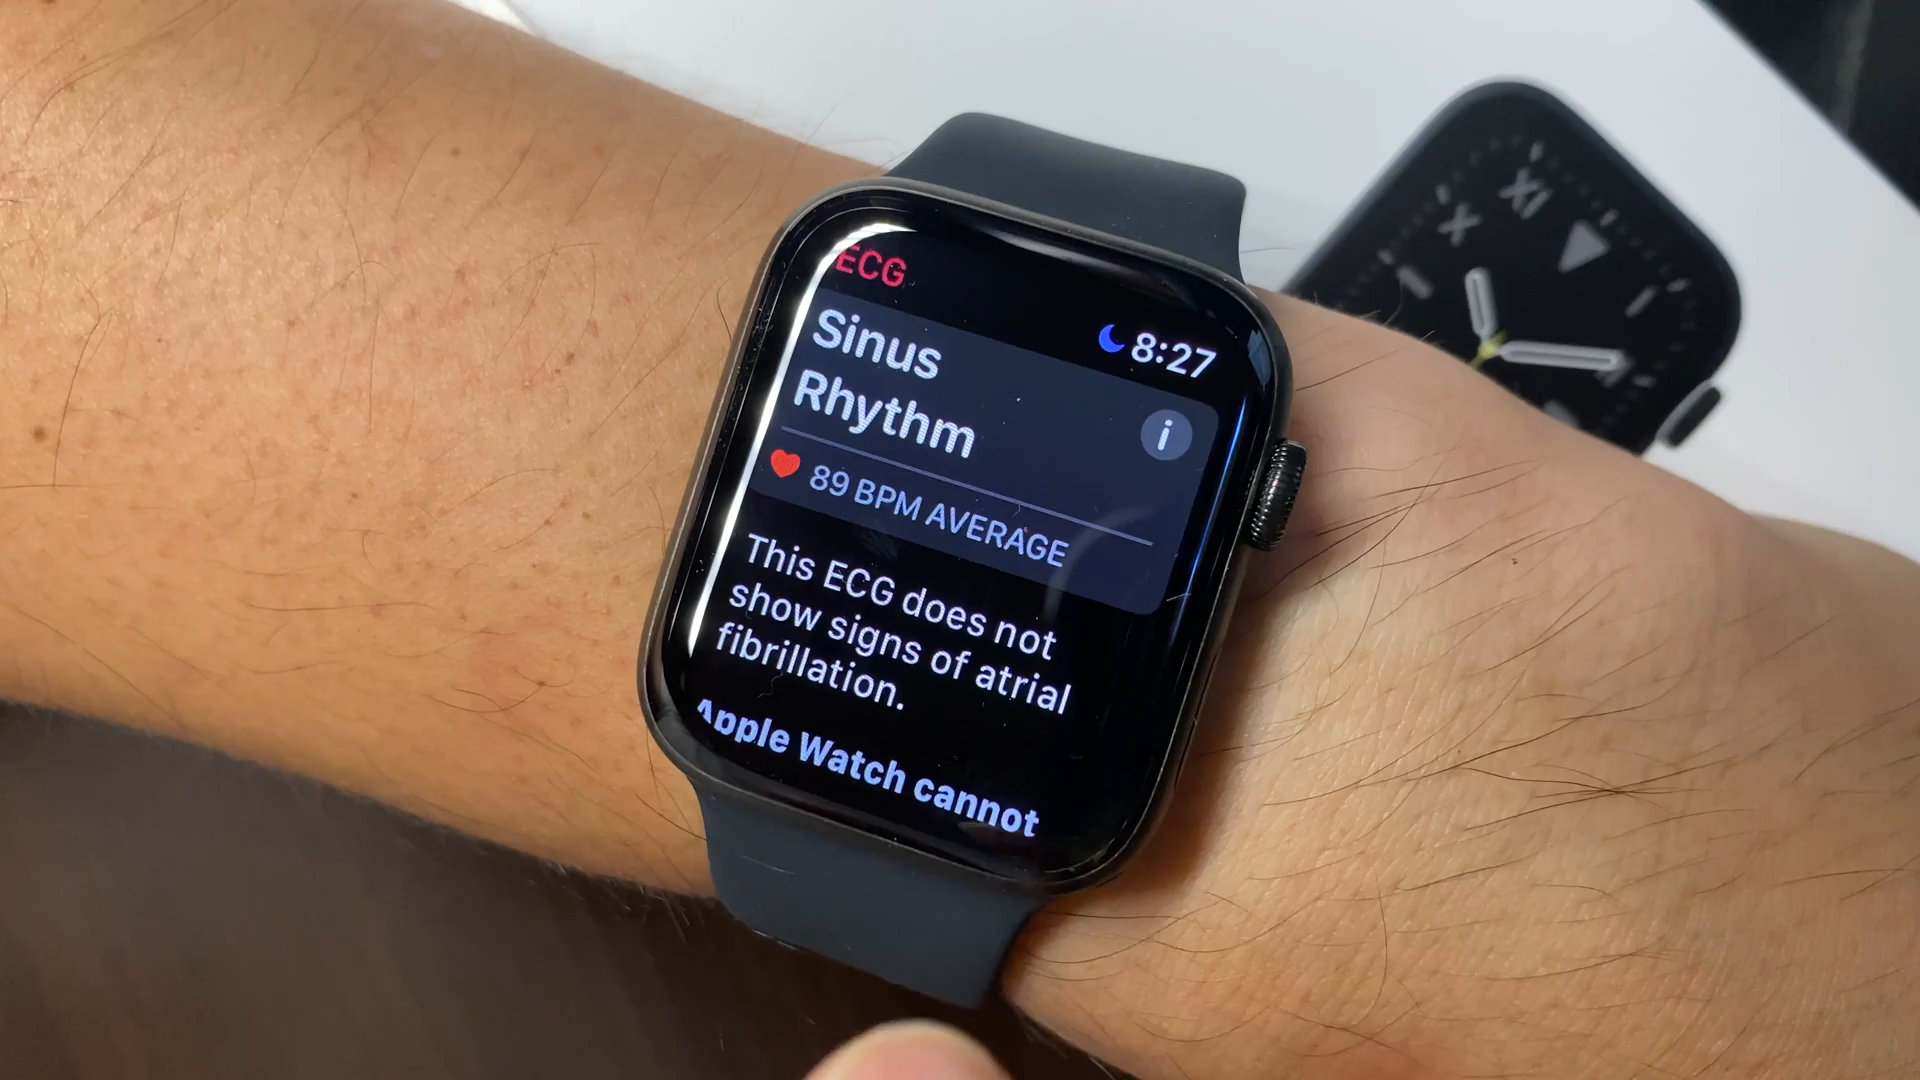 ECG
8:27
Sinus
Rhythm
i
89 BPM AVERAGE
This ECG does not
show signs of atrial
fibrillation.
Apple Watch cannot
XI
X